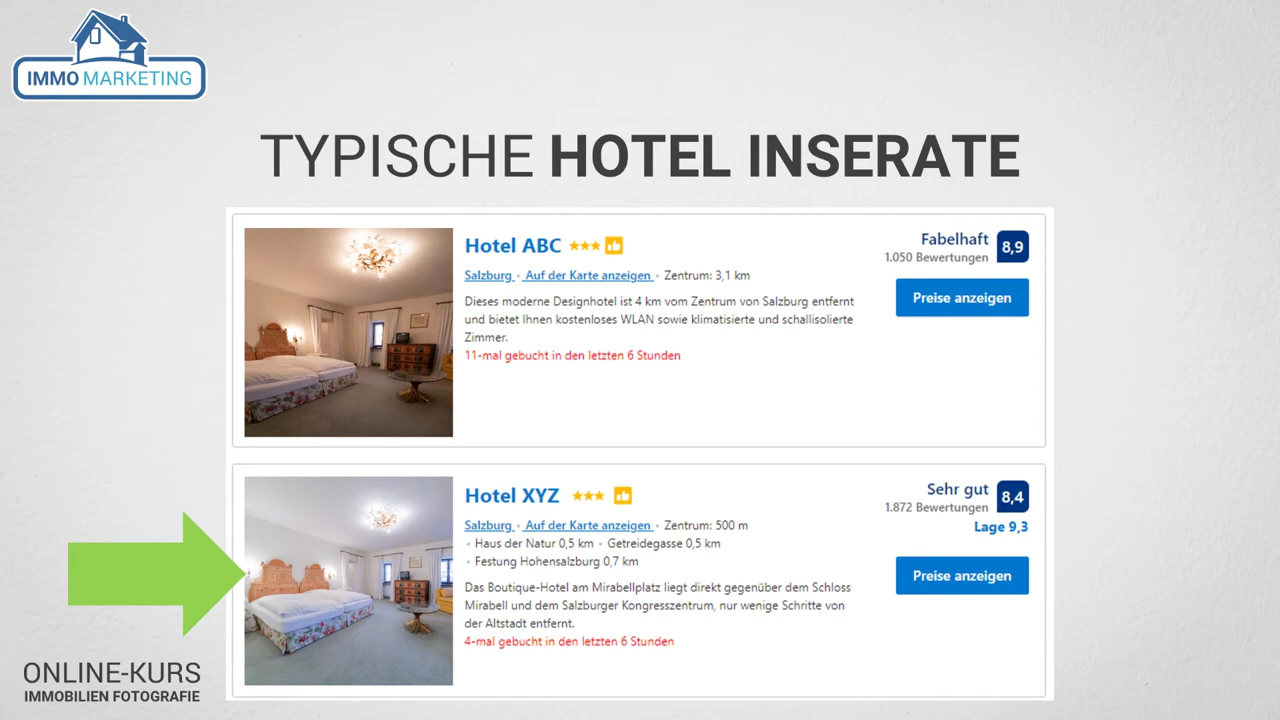 IMMO MARKETING
TYPISCHE HOTEL INSERATE
Hotel ABC
Fabelhaft 8,9
1.050 Bewertungen
Salzburg • Auf der Karte anzeigen • Zentrum: 3,1 km
Preise anzeigen
Dieses moderne Designhotel ist 4 km vom Zentrum von Salzburg entfernt
und bietet Ihnen kostenloses WLAN sowie klimatisierte und schallisolierte
Zimmer.
11-mal gebucht in den letzten 6 Stunden
Hotel XYZ
Sehr gut 8,4
1.872 Bewertungen
Lage 9,3
Salzburg • Auf der Karte anzeigen • Zentrum: 500 m
• Haus der Natur 0,5 km • Getreidegasse 0,5 km
• Festung Hohensalzburg 0,7 km
Preise anzeigen
Das Boutique-Hotel am Mirabellplatz liegt direkt gegenüber dem Schloss
Mirabell und dem Salzburger Kongresszentrum, nur wenige Schritte von
der Altstadt entfernt.
4-mal gebucht in den letzten 6 Stunden
ONLINE-KURS
IMMOBILIEN FOTOGRAFIE